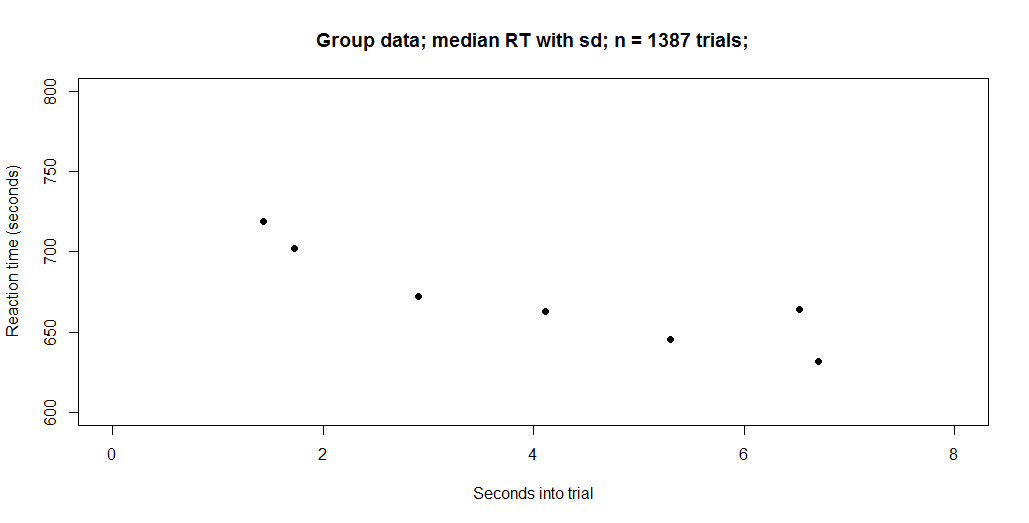 Group data; median RT with sd; n = 1387 trials;
Reaction time (seconds)
800
750
700
650
600
0 2 4 6 8
Seconds into trial